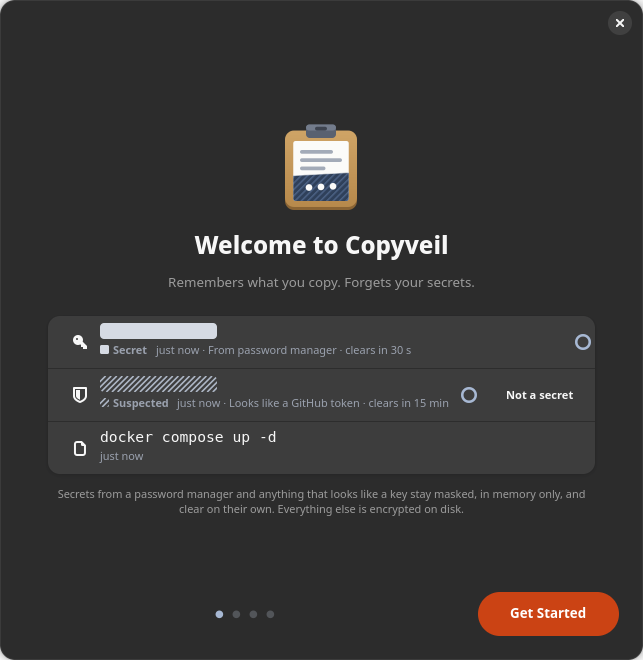 Welcome to Copyveil
Remembers what you copy. Forgets your secrets.
Secret just now · From password manager · clears in 30 s
Suspected just now · Looks like a GitHub token · clears in 15 min
Not a secret
docker compose up -d
just now
Secrets from a password manager and anything that looks like a key stay masked, in memory only, and
clear on their own. Everything else is encrypted on disk.
Get Started